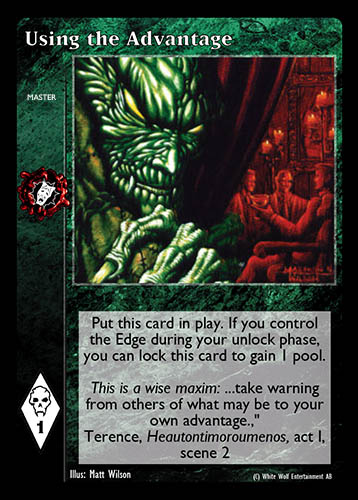 Using the Advantage
MASTER
Put this card in play. If you control
the Edge during your unlock phase,
you can lock this card to gain 1 pool.
This is a wise maxim: ...take warning
from others of what may be to your
own advantage.,"
Terence, Heautontimoroumenos, act I,
scene 2
1
Illus: Matt Wilson
(C) White Wolf Entertainment AB